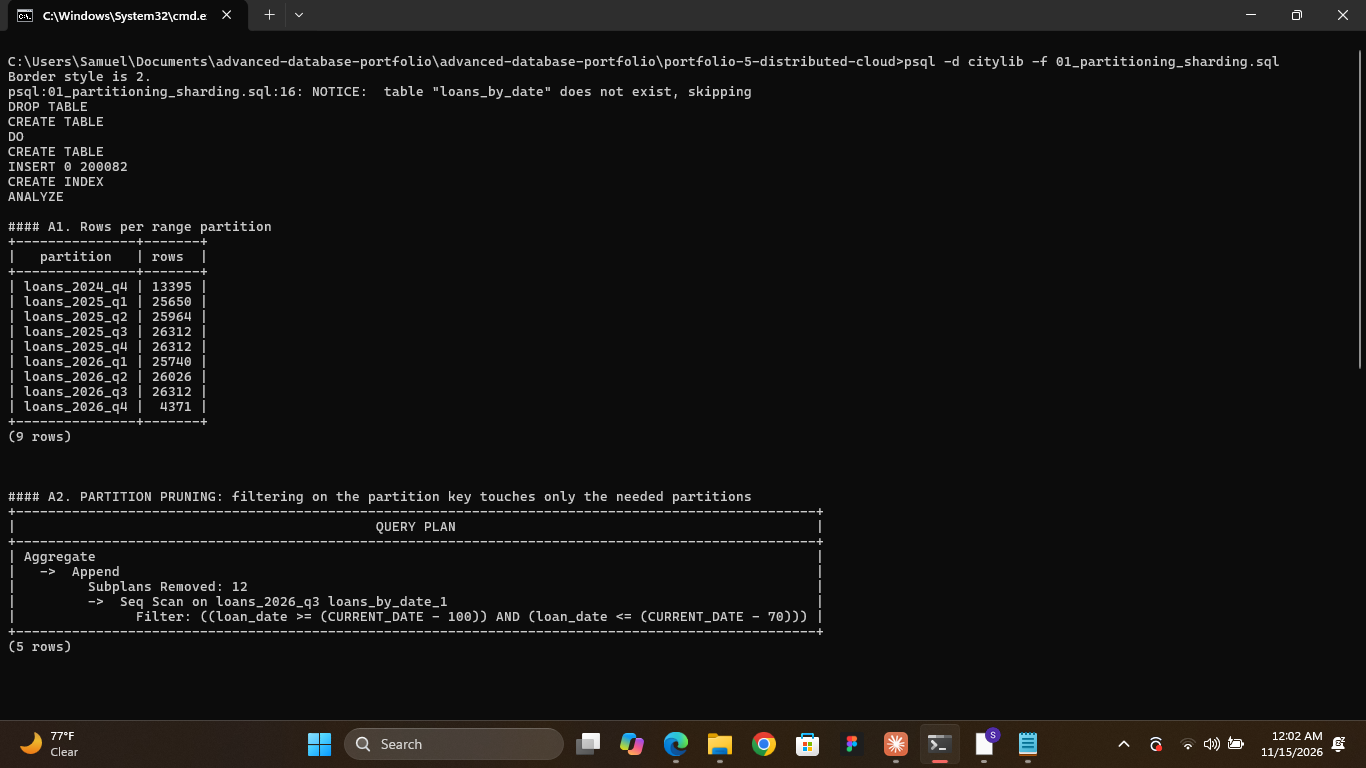 C:\Windows\System32\cmd.e
C:\Users\Samuel\Documents\advanced-database-portfolio\advanced-database-portfolio\portfolio-5-distributed-cloud>psql -d citylib -f 01_partitioning_sharding.sql
Border style is 2.
psql:01_partitioning_sharding.sql:16: NOTICE:  table "loans_by_date" does not exist, skipping
DROP TABLE
CREATE TABLE
DO
CREATE TABLE
INSERT 0 200082
CREATE INDEX
ANALYZE
#### A1. Rows per range partition
+---------------+-------+
|   partition   | rows  |
+---------------+-------+
| loans_2024_q4 | 13395 |
| loans_2025_q1 | 25650 |
| loans_2025_q2 | 25964 |
| loans_2025_q3 | 26312 |
| loans_2025_q4 | 26312 |
| loans_2026_q1 | 25740 |
| loans_2026_q2 | 26026 |
| loans_2026_q3 | 26312 |
| loans_2026_q4 |  4371 |
+---------------+-------+
(9 rows)
#### A2. PARTITION PRUNING: filtering on the partition key touches only the needed partitions
+----------------------------------------------------------------------------------------------------+
|                                             QUERY PLAN                                             |
+----------------------------------------------------------------------------------------------------+
| Aggregate                                                                                          |
|   ->  Append                                                                                       |
|         Subplans Removed: 12                                                                       |
|         ->  Seq Scan on loans_2026_q3 loans_by_date_1                                              |
|               Filter: ((loan_date >= (CURRENT_DATE - 100)) AND (loan_date <= (CURRENT_DATE - 70))) |
+----------------------------------------------------------------------------------------------------+
(5 rows)
77°F
Clear
Search
S
12:02 AM
11/15/2026